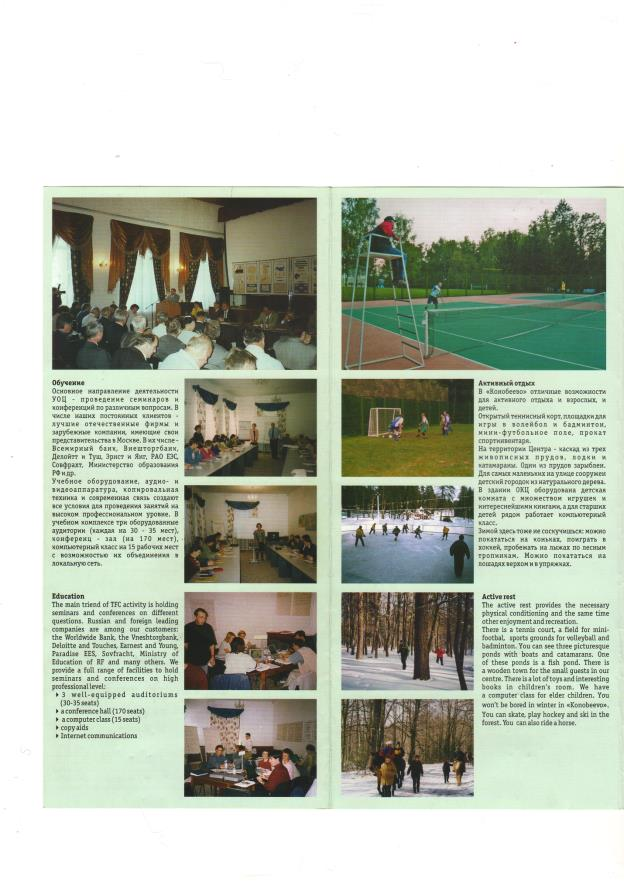 Обучение
Основное направление деятельности
УОЦ - проведение семинаров и
конференций по различным вопросам. В
числе наших постоянных клиентов -
лучшие отечественные фирмы и
зарубежные компании, имеющие свои
представительства в Москве. В их числе -
Всемирный банк, Внешторгбанк,
Делойтт и Туш, Эрнст и Янг, РАО ЕЭС,
Совфрахт, Министерство образования
РФ и др.
Учебное оборудование, аудио- и
видеоаппаратура, копировальная
техника и современная связь создают
все условия для проведения занятий на
высоком профессиональном уровне. В
учебном комплексе три оборудованные
аудитории (каждая на 30 - 35 мест),
конференц - зал (на 170 мест),
компьютерный класс на 15 рабочих мест
с возможностью их объединения в
локальную сеть.
Education
The main triend of TFC activity is holding
seminars and conferences on different
questions. Russian and foreign leading
companies are among our customers:
the Worldwide Bank, the Vneshtorgbank,
Deloitte and Touches, Earnest and Young,
Paradise EES, Sovfracht, Ministry of
Education of RF and many others. We
provide a full range of facilities to hold
seminars and conferences on high
professional level:
3 well-equipped auditoriums
(30-35 seats)
a conference hall (170 seats)
a computer class (15 seats)
copy aids
Internet communications
Активный отдых
В «Конобеево» отличные возможности
для активного отдыха и взрослых, и
детей.
Открытый теннисный корт, площадки для
игры в волейбол и бадминтон,
мини-футбольное поле, прокат
спортинвентаря.
На территории Центра - каскад из трех
живописных прудов, лодки и
катамараны. Один из прудов зарыблен.
Для самых маленьких на улице сооружен
детский городок из натурального дерева.
В здании ОКЦ оборудована детская
комната с множеством игрушек и
интереснейшими книгами, а для старших
детей рядом работает компьютерный
класс.
Зимой здесь тоже не соскучишься: можно
покататься на коньках, поиграть в
хоккей, пробежать на лыжах по лесным
тропинкам. Можно покататься на
лошадях верхом и в упряжках.
Active rest
The active rest provides the necessary
physical conditioning and the same time
other enjoyment and recreation.
There is a tennis court, a field for mini-
footbal, sports grounds for volleyball and
badminton. You can see three picturesque
ponds with boats and catamarans. One
of these ponds is a fish pond. There is
a wooden town for the small guests in our
centre. There is a lot of toys and interesting
books in children's room. We have
a computer class for elder children. You
won't be bored in winter in «Konobeevo».
You can skate, play hockey and ski in the
forest. You can also ride a horse.